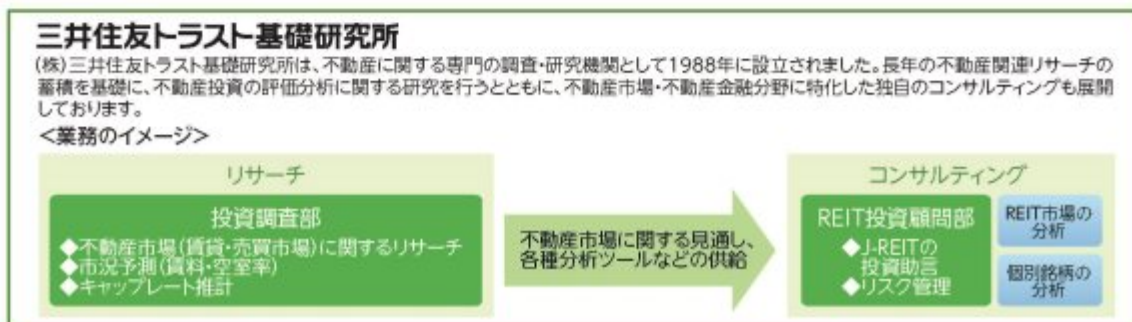 三井住友トラスト基礎研究所
(株)三井住友トラスト基礎研究所は、不動産に関する専門の調査・研究機関として1988年に設立されました。長年の不動産関連リサーチの
蓄積を基礎に、不動産投資の評価分析に関する研究を行うとともに、不動産市場・不動産金融分野に特化した独自のコンサルティングも展開
しております。
<業務のイメージ>
リサーチ
投資調査部
◆不動産市場(賃貸・売買市場)に関するリサーチ
◆市況予測(賃料・空室率)
◆キャップレート推計
不動産市場に関する見通し、
各種分析ツールなどの供給
コンサルティング
REIT投資顧問部
◆J-REITの
投資助言
◆リスク管理
REIT市場の
分析
個別銘柄の
分析